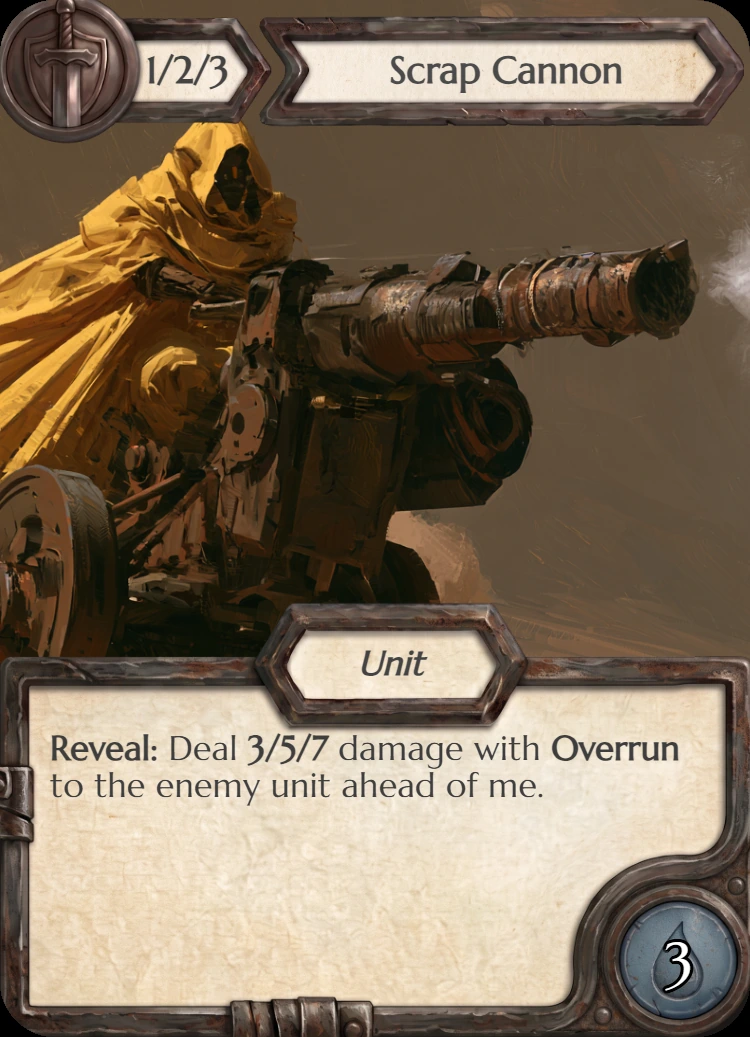 1/2/3
Scrap Cannon
Unit
Reveal: Deal 3/5/7 damage with Overrun
to the enemy unit ahead of me.
3